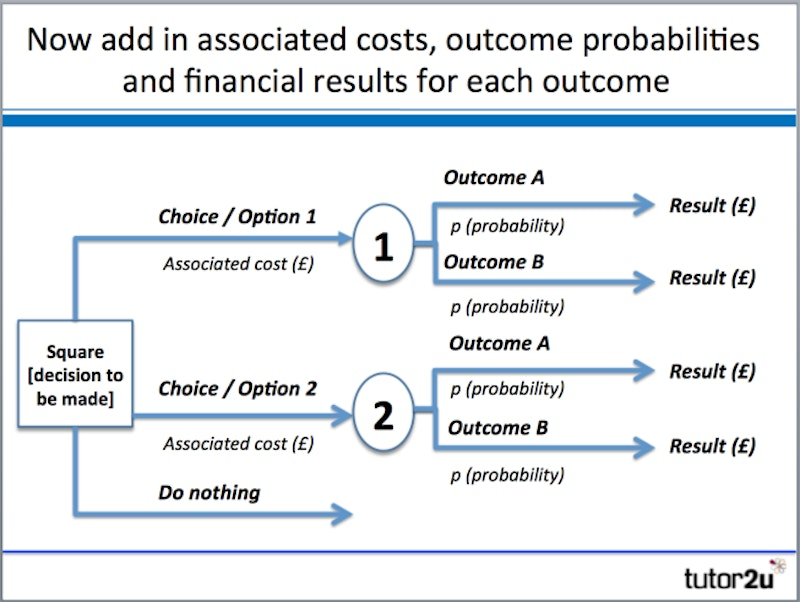 Now add in associated costs, outcome probabilities
and financial results for each outcome
Outcome A
Choice / Option 1
Result (£)
p (probability)
1
Associated cost (£)
Outcome B
Result (£)
p (probability)
Square
[decision to
be made]
Outcome A
Result (£)
Choice / Option 2
p (probability)
2
Outcome B
Associated cost (£)
Result (£)
p (probability)
Do nothing
tutor2u